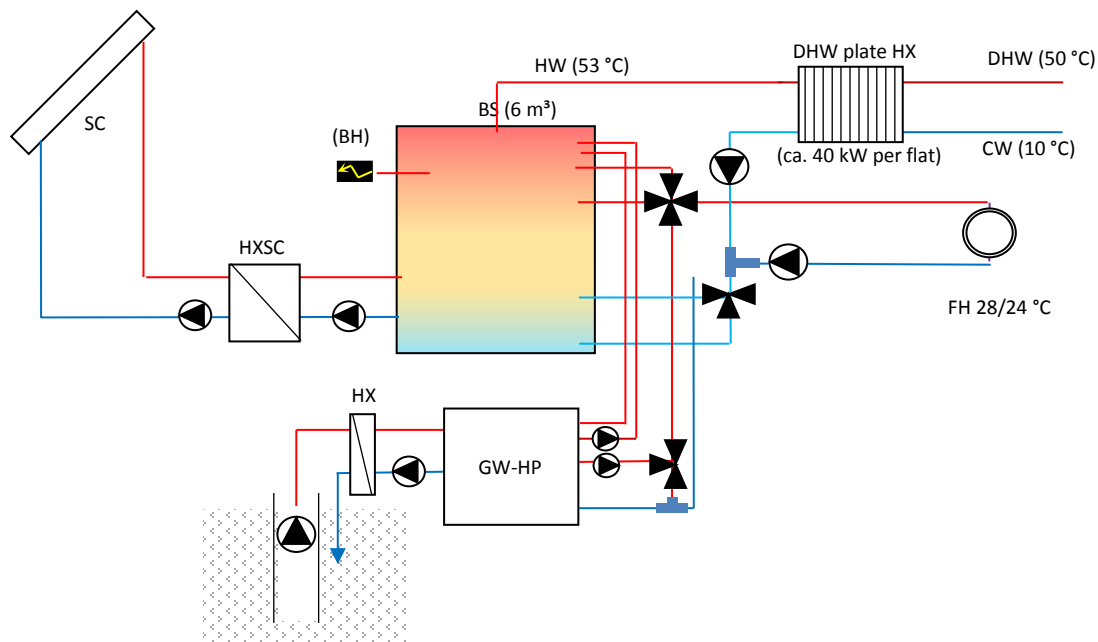 DHW plate HX
HW (53 °C)
DHW (50 °C)
BS (6 m³)
SC
(BH)
(ca. 40 kW per flat)
CW (10 °C)
HXSC
FH 28/24 °C
HX
GW-HP